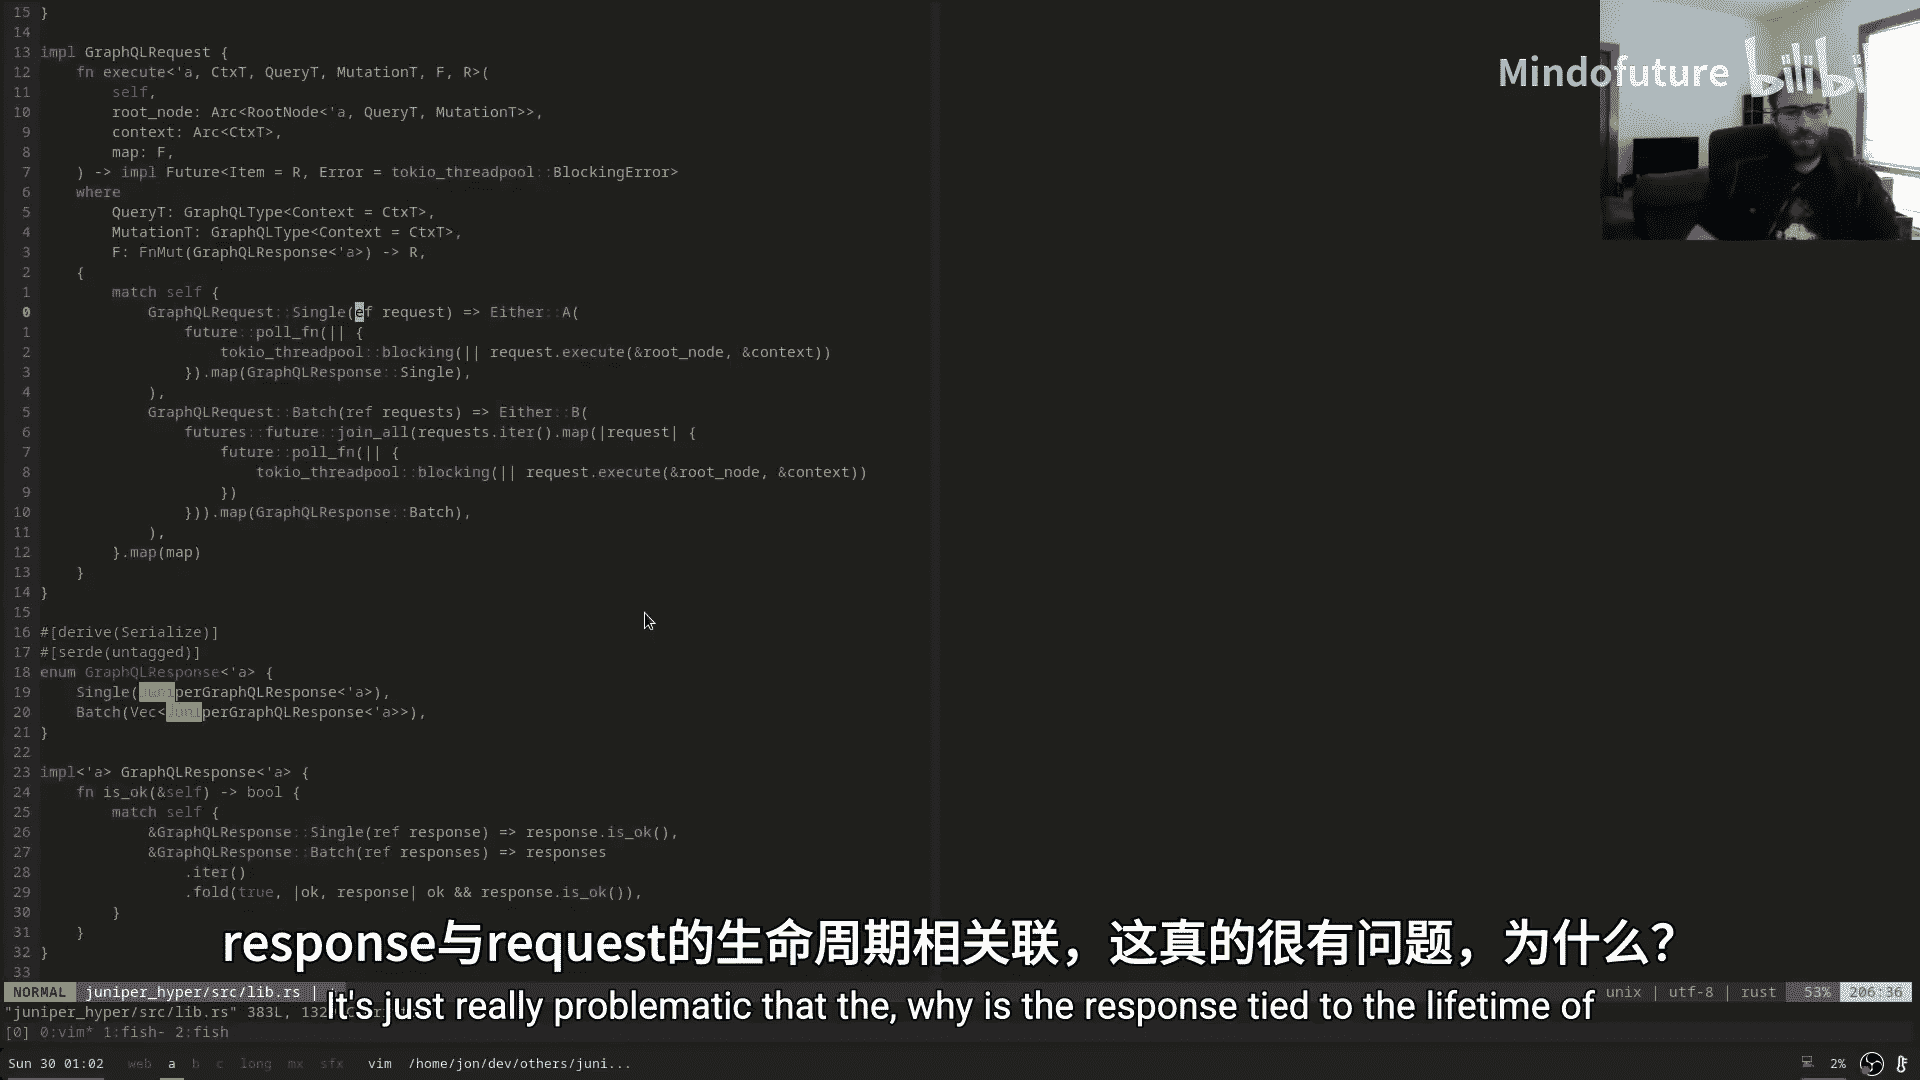 15 }
14
13 impl GraphQLRequest {
12     fn execute<'a, CtxT, QueryT, MutationT, F, R>(
11         self,
10         root_node: Arc<RootNode<'a, QueryT, MutationT>>,
9         context: Arc<CtxT>,
8         map: F,
7     ) -> impl Future<Item = R, Error = tokio_threadpool::BlockingError>
6     where
5         QueryT: GraphQLType<Context = CtxT>,
4         MutationT: GraphQLType<Context = CtxT>,
3         F: FnMut(GraphQLResponse<'a>) -> R,
2     {
1         match self {
0             GraphQLRequest::Single(ef request) => Either::A(
1                 future::poll_fn(|| {
2                     tokio_threadpool::blocking(|| request.execute(&root_node, &context))
3                 }).map(GraphQLResponse::Single),
4             ),
5             GraphQLRequest::Batch(ref requests) => Either::B(
6                 futures::future::join_all(requests.iter().map(|request| {
7                     future::poll_fn(|| {
8                         tokio_threadpool::blocking(|| request.execute(&root_node, &context))
9                     })
10                 })).map(GraphQLResponse::Batch),
11             ),
12         }.map(map)
13     }
14 }
15
16 #[derive(Serialize)]
17 #[serde(untagged)]
18 enum GraphQLResponse<'a> {
19     Single(JuniperGraphQLResponse<'a>),
20     Batch(Vec<JuniperGraphQLResponse<'a>>),
21 }
22
23 impl<'a> GraphQLResponse<'a> {
24     fn is_ok(&self) -> bool {
25         match self {
26             &GraphQLResponse::Single(ref response) => response.is_ok(),
27             &GraphQLResponse::Batch(ref responses) => responses
28                 .iter()
29                 .fold(true, |ok, response| ok && response.is_ok()),
30         }
31     }
32 }
33
Mindofuture bilibili
response与request的生命周期相关联，这真的很有问题，为什么？
NORMAL juniper_hyper/src/lib.rs | unix | utf-8 | rust 53% 206:36
It's just really problematic that the, why is the response tied to the lifetime of
"juniper_hyper/src/lib.rs" 383L,
[0] 0:vim* 1:fish- 2:fish
Sun 30 01:02 web a b c long mx sfx vim /home/jon/dev/others/juni... 2%